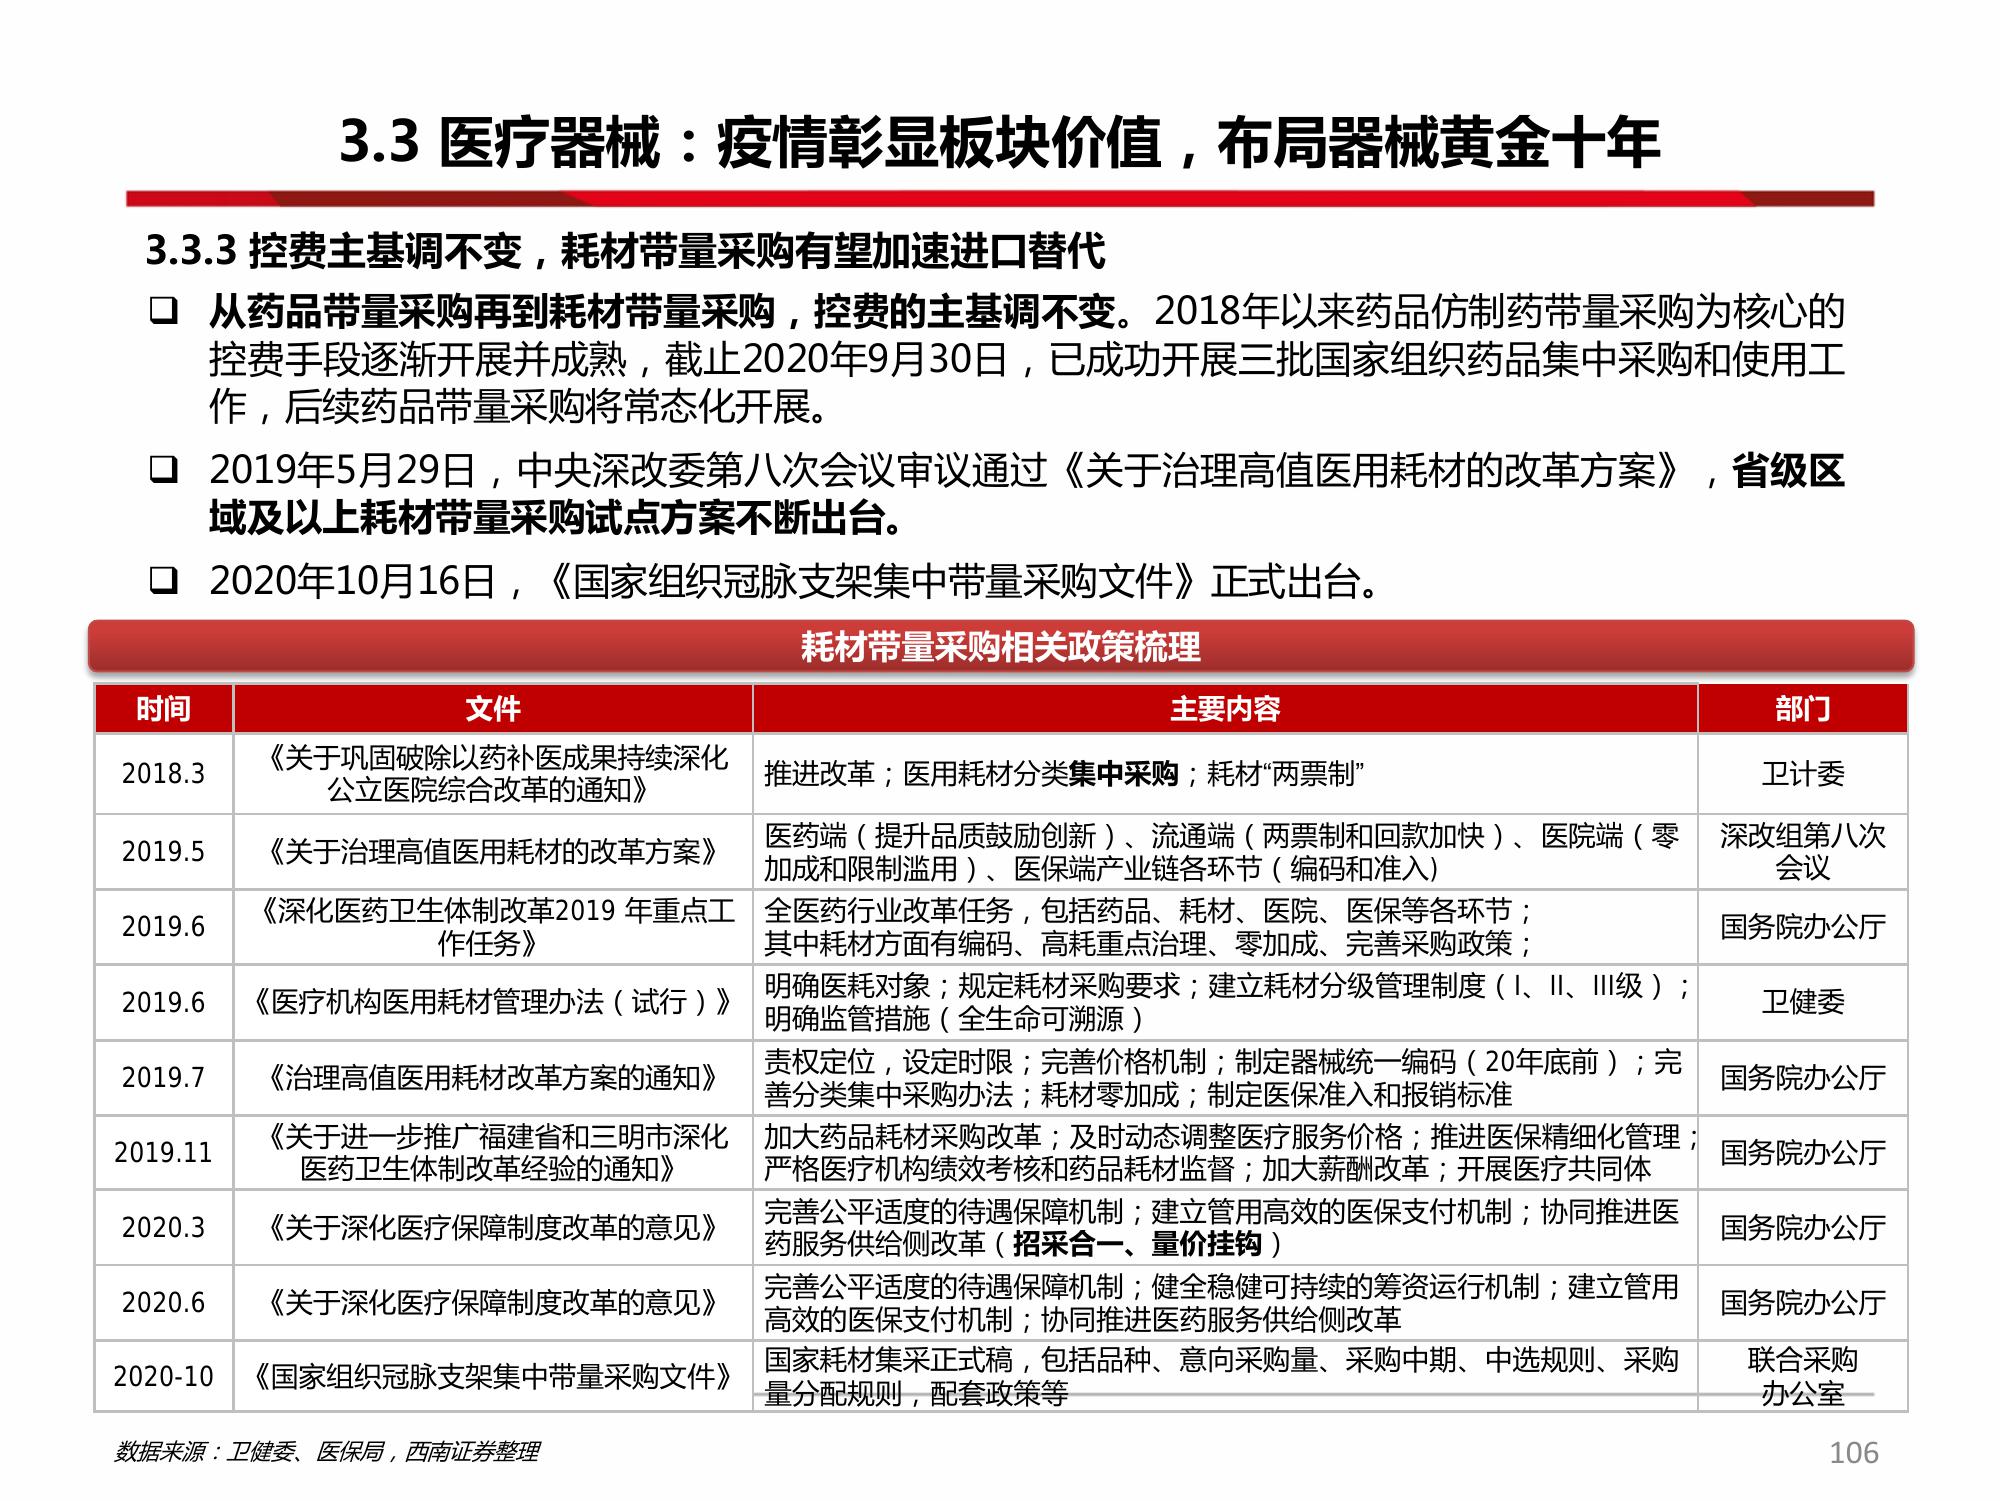 3.3 医疗器械：疫情彰显板块价值，布局器械黄金十年
3.3.3 控费主基调不变，耗材带量采购有望加速进口替代
❑ 从药品带量采购再到耗材带量采购，控费的主基调不变。2018年以来药品仿制药带量采购为核心的
控费手段逐渐开展并成熟，截止2020年9月30日，已成功开展三批国家组织药品集中采购和使用工
作，后续药品带量采购将常态化开展。
❑ 2019年5月29日，中央深改委第八次会议审议通过《关于治理高值医用耗材的改革方案》，省级区
域及以上耗材带量采购试点方案不断出台。
❑ 2020年10月16日，《国家组织冠脉支架集中带量采购文件》正式出台。
耗材带量采购相关政策梳理
时间 文件 主要内容 部门
2018.3
《关于巩固破除以药补医成果持续深化
公立医院综合改革的通知》
推进改革；医用耗材分类集中采购；耗材“两票制”
卫计委
2019.5
《关于治理高值医用耗材的改革方案》
医药端（提升品质鼓励创新）、流通端（两票制和回款加快）、医院端（零
加成和限制滥用）、医保端产业链各环节（编码和准入)
深改组第八次
会议
2019.6
《深化医药卫生体制改革2019 年重点工
作任务》
全医药行业改革任务，包括药品、耗材、医院、医保等各环节；
其中耗材方面有编码、高耗重点治理、零加成、完善采购政策；
国务院办公厅
2019.6
《医疗机构医用耗材管理办法（试行）》
明确医耗对象；规定耗材采购要求；建立耗材分级管理制度（I、II、III级）；
明确监管措施（全生命可溯源）
卫健委
2019.7
《治理高值医用耗材改革方案的通知》
责权定位，设定时限；完善价格机制；制定器械统一编码（20年底前）；完
善分类集中采购办法；耗材零加成；制定医保准入和报销标准
国务院办公厅
2019.11
《关于进一步推广福建省和三明市深化
医药卫生体制改革经验的通知》
加大药品耗材采购改革；及时动态调整医疗服务价格；推进医保精细化管理；
严格医疗机构绩效考核和药品耗材监督；加大薪酬改革；开展医疗共同体
国务院办公厅
2020.3
《关于深化医疗保障制度改革的意见》
完善公平适度的待遇保障机制；建立管用高效的医保支付机制；协同推进医
药服务供给侧改革（招采合一、量价挂钩）
国务院办公厅
2020.6
《关于深化医疗保障制度改革的意见》
完善公平适度的待遇保障机制；健全稳健可持续的筹资运行机制；建立管用
高效的医保支付机制；协同推进医药服务供给侧改革
国务院办公厅
2020-10
《国家组织冠脉支架集中带量采购文件》
国家耗材集采正式稿，包括品种、意向采购量、采购中期、中选规则、采购
量分配规则，配套政策等
联合采购
办公室
数据来源：卫健委、医保局，西南证券整理
106